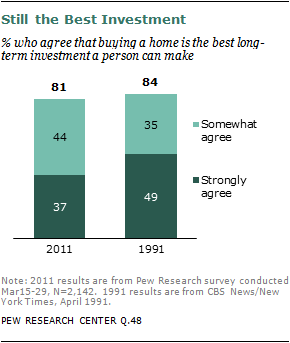 Still the Best Investment
% who agree that buying a home is the best long-
term investment a person can make
81
84
44
35
Somewhat
agree
37
49
Strongly
agree
2011
1991
Note: 2011 results are from Pew Research survey conducted
Mar15-29, N=2,142. 1991 results are from CBS News/New
York Times, April 1991.
PEW RESEARCH CENTER Q.48